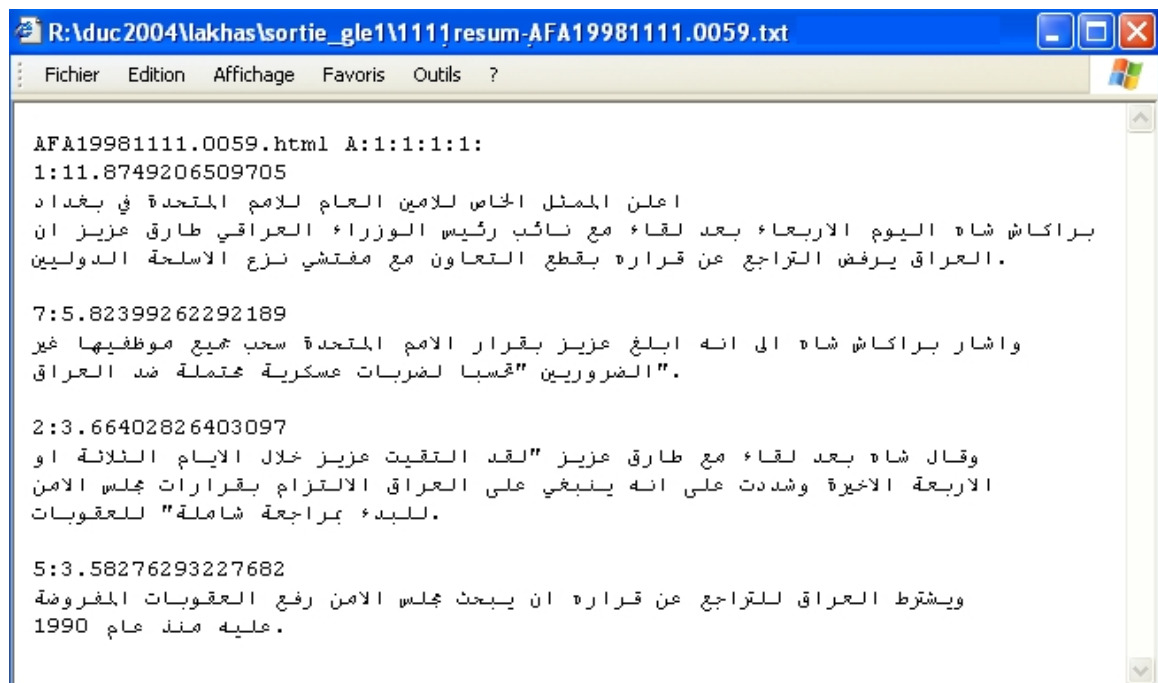 R:\duc2004\lakhas\sortie_gle1\1111resum-AFA19981111.0059.txt
Fichier Edition Affichage Favoris Outils ?
AFA19981111.0059.html A:1:1:1:1:
1:11.8749206509705
اعلن الممثل الخاص للامين العام للامم المتحدة في بغداد
براكاش شاه اليوم الاربعاء بعد لقاء مع نائب رئيس الوزراء العراقي طارق عزيز ان
العراق يرفض التراجع عن قراره بقطع التعاون مع مفتشي نزع الاسلحة الدوليين.
7:5.82399262292189
واشار براكاش شاه الى انه ابلغ عزيز بقرار الامم المتحدة سحب جميع موظفيها غير
الضروريين "تحسبا لضربات عسكرية محتملة ضد العراق".
2:3.66402826403097
وقال شاه بعد لقاء مع طارق عزيز "لقد التقيت عزيز خلال الايام الثلاثة او
الاربعة الاخيرة وشددت على انه ينبغي على العراق الالتزام بقرارات مجلس الامن
للبدء بمراجعة شاملة" للعقوبات.
5:3.58276293227682
ويشترط العراق للتراجع عن قراره ان يبحث مجلس الامن رفع العقوبات المفروضة
عليه منذ عام 1990.